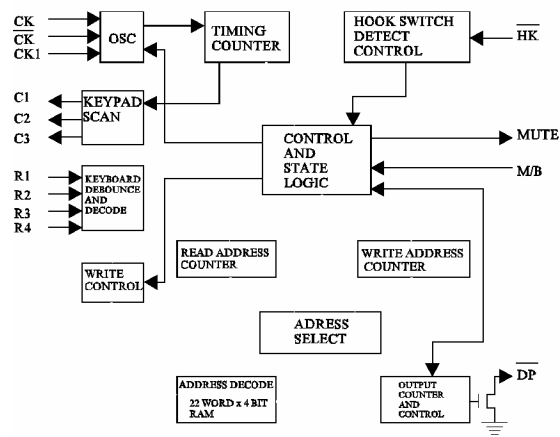 CK
CK
CK1
OSC
TIMING
COUNTER
HOOK SWITCH
DETECT
CONTROL
HK
C1
C2
C3
KEYPAD
SCAN
CONTROL
AND
STATE
LOGIC
MUTE
M/B
R1
R2
R3
R4
KEYBOARD
DEBOUNCE
AND
DECODE
READ ADDRESS
COUNTER
WRITE ADDRESS
COUNTER
WRITE
CONTROL
ADRESS
SELECT
ADDRESS DECODE
22 WORD x 4 BIT
RAM
OUTPUT
COUNTER
AND
CONTROL
DP